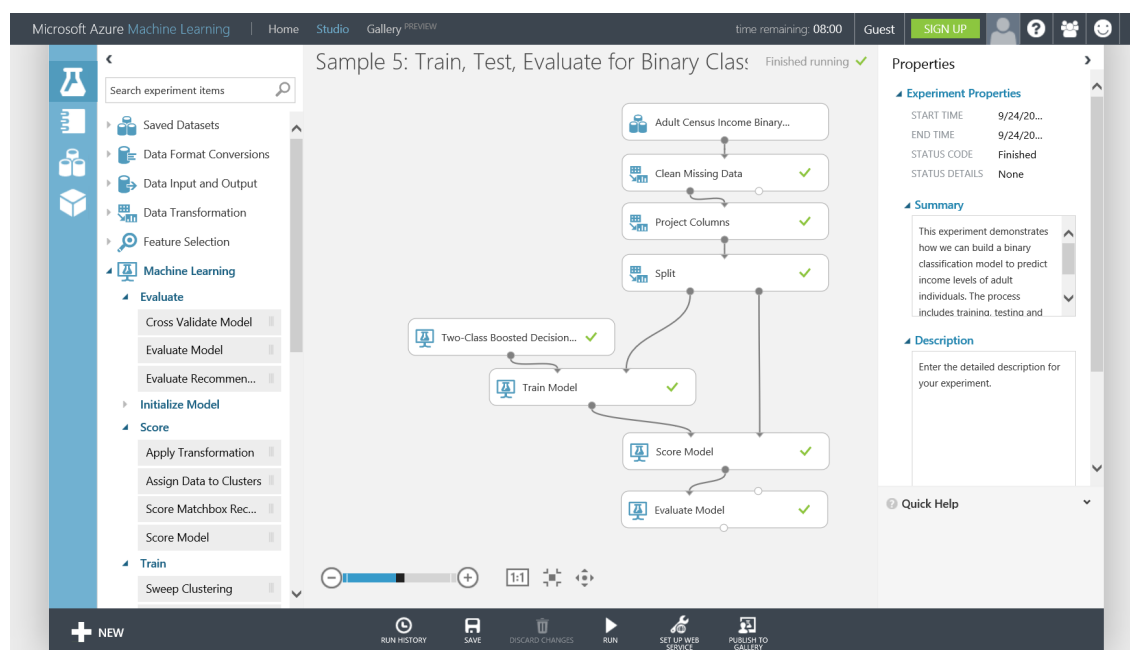 Microsoft Azure Machine Learning | Home Studio Gallery PREVIEW time remaining: 08:00 Guest SIGN UP
Search experiment items
Saved Datasets
Data Format Conversions
Data Input and Output
Data Transformation
Feature Selection
Machine Learning
Evaluate
Cross Validate Model
Evaluate Model
Evaluate Recommen...
Initialize Model
Score
Apply Transformation
Assign Data to Clusters
Score Matchbox Rec...
Score Model
Train
Sweep Clustering
Sample 5: Train, Test, Evaluate for Binary Class
Finished running
Adult Census Income Binary...
Clean Missing Data
Project Columns
Split
Two-Class Boosted Decision...
Train Model
Score Model
Evaluate Model
1:1
Properties
Experiment Properties
START TIME 9/24/20...
END TIME 9/24/20...
STATUS CODE Finished
STATUS DETAILS None
Summary
This experiment demonstrates
how we can build a binary
classification model to predict
income levels of adult
individuals. The process
includes training, testing and
Description
Enter the detailed description for
your experiment.
Quick Help
NEW
RUN HISTORY
SAVE
DISCARD CHANGES
RUN
SET UP WEB
SERVICE
PUBLISH TO
GALLERY